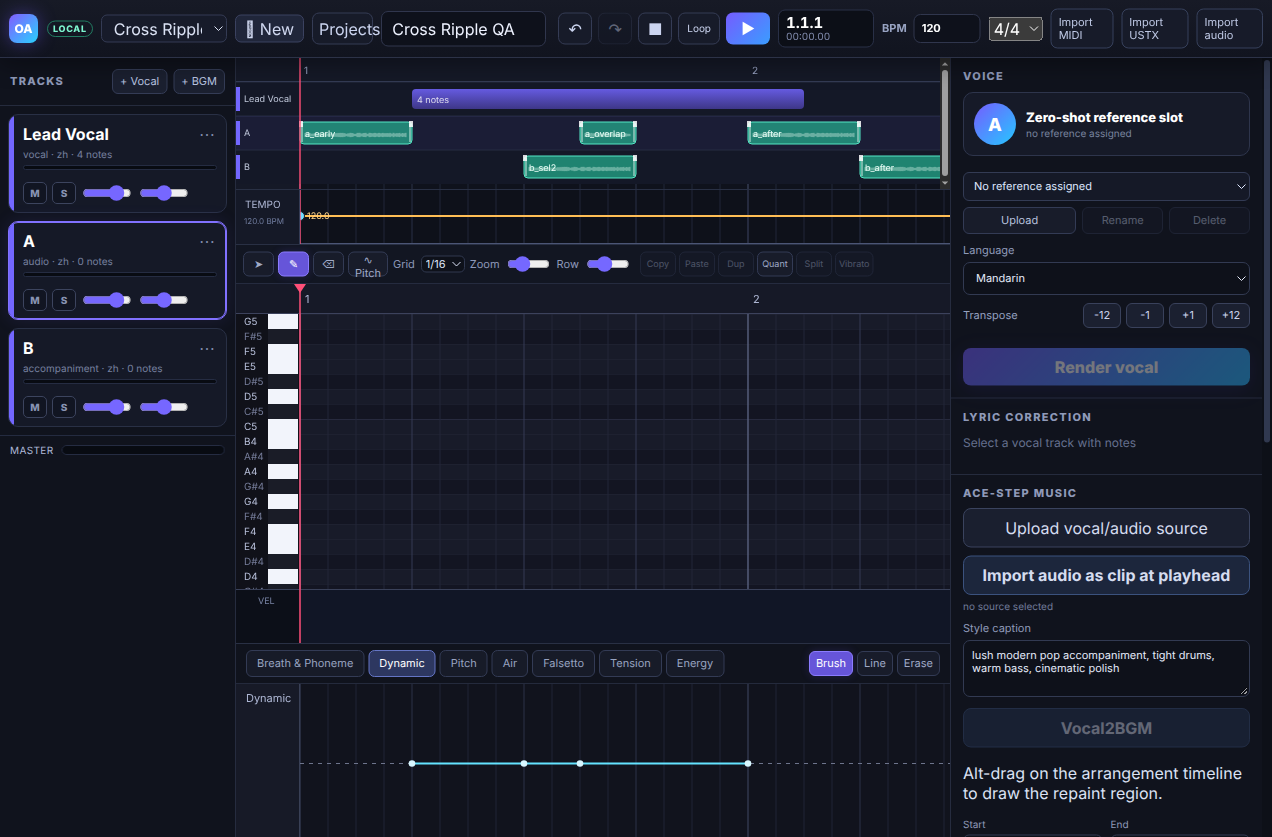 OA LOCAL Cross Ripple New Projects Cross Ripple QA Loop 1.1.1 BPM 120 4/4 Import MIDI Import USTX Import audio
00:00.00
TRACKS + Vocal + BGM
Lead Vocal ...
vocal · zh · 4 notes
M S
A ...
audio · zh · 0 notes
M S
B ...
accompaniment · zh · 0 notes
M S
MASTER
1 2
Lead Vocal 4 notes
A a_early a_overlap a_after
B b_sel2 b_after
TEMPO
120.0 BPM
120.0
Pitch Grid 1/16 Zoom Row Copy Paste Dup Quant Split Vibrato
1 2
G5
F#5
F5
E5
D#5
D5
C#5
C5
B4
A#4
A4
G#4
G4
F#4
F4
E4
D#4
D4
VEL
Breath & Phoneme Dynamic Pitch Air Falsetto Tension Energy Brush Line Erase
Dynamic
VOICE
A Zero-shot reference slot
no reference assigned
No reference assigned
Upload Rename Delete
Language
Mandarin
Transpose -12 -1 +1 +12
Render vocal
LYRIC CORRECTION
Select a vocal track with notes
ACE-STEP MUSIC
Upload vocal/audio source
Import audio as clip at playhead
no source selected
Style caption
lush modern pop accompaniment, tight drums,
warm bass, cinematic polish
Vocal2BGM
Alt-drag on the arrangement timeline
to draw the repaint region.
Start End